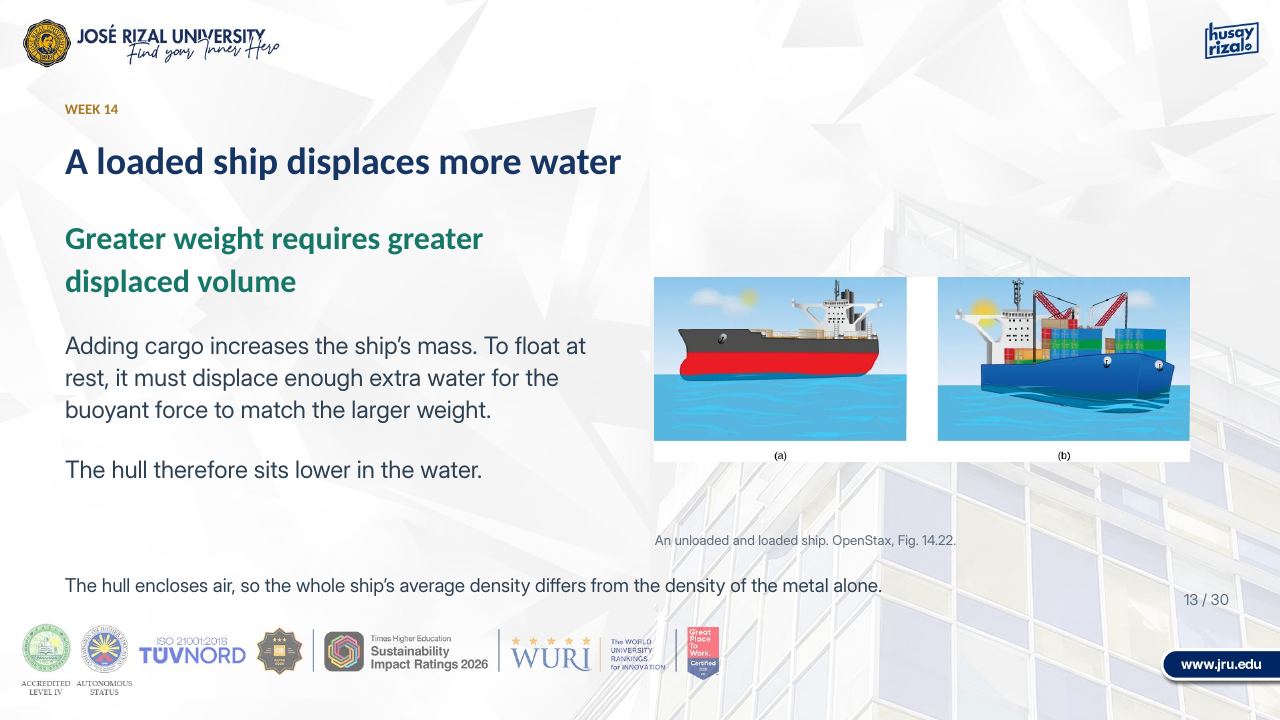 JOSÉ RIZAL UNIVERSITY
Find your Inner Hero
husay
rizal
WEEK 14
A loaded ship displaces more water
Greater weight requires greater
displaced volume
Adding cargo increases the ship’s mass. To float at
rest, it must displace enough extra water for the
buoyant force to match the larger weight.
The hull therefore sits lower in the water.
(a)
(b)
An unloaded and loaded ship. OpenStax, Fig. 14.22.
The hull encloses air, so the whole ship’s average density differs from the density of the metal alone.
13 / 30
ACCREDITED
LEVEL IV
AUTONOMOUS
STATUS
ISO 21001:2018
TÜVNORD
Times Higher Education
Sustainability
Impact Ratings 2026
WURI
The WORLD
UNIVERSITY
RANKINGS
for INNOVATION
Great
Place
To
Work.
Certified
www.jru.edu